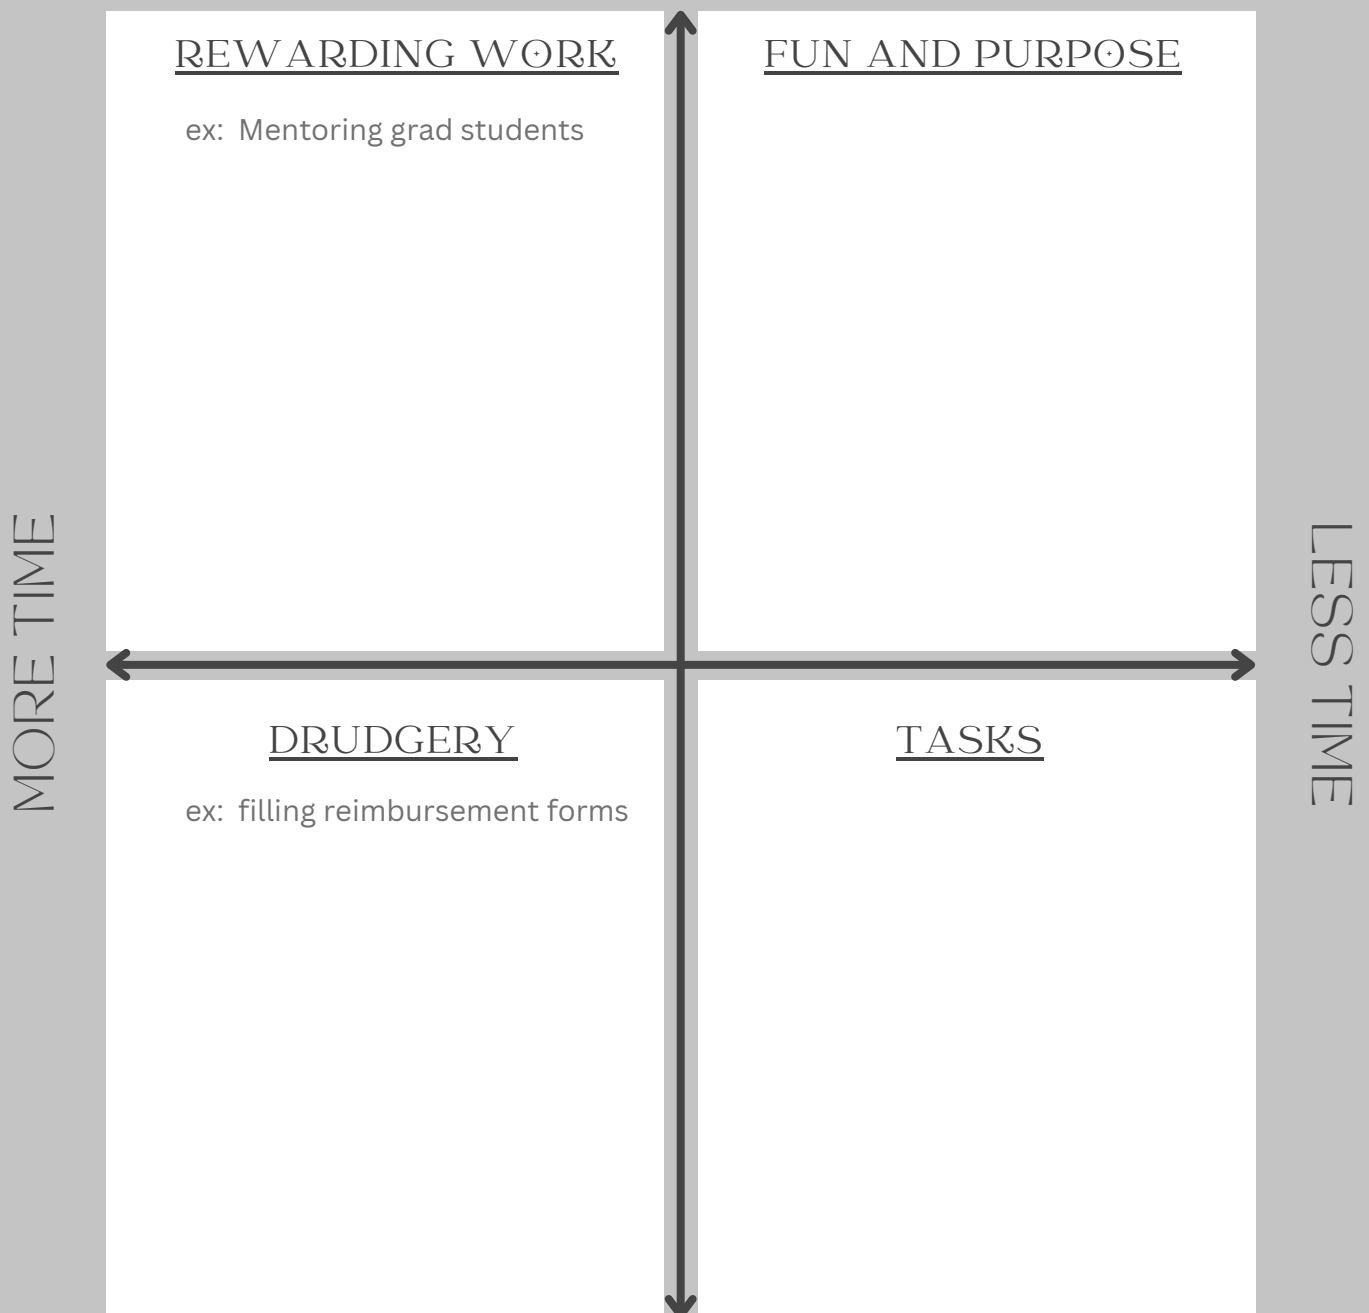 REWARDING WORK
ex: Mentoring grad students
FUN AND PURPOSE
MORE TIME
LESS TIME
DRUDGERY
ex: filling reimbursement forms
TASKS